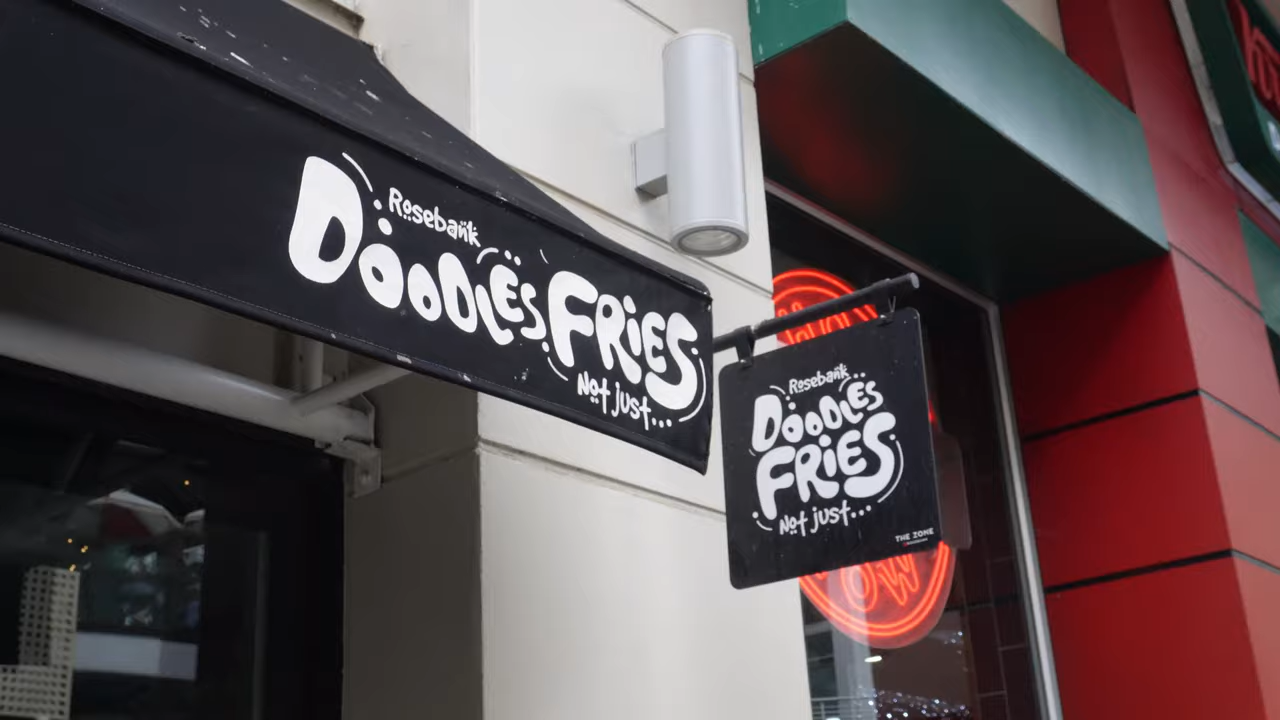 Rosebank
DOODLES FRIES
Not just...
Rosebank
DOODLES
FRIES
Not just...
THE ZONE